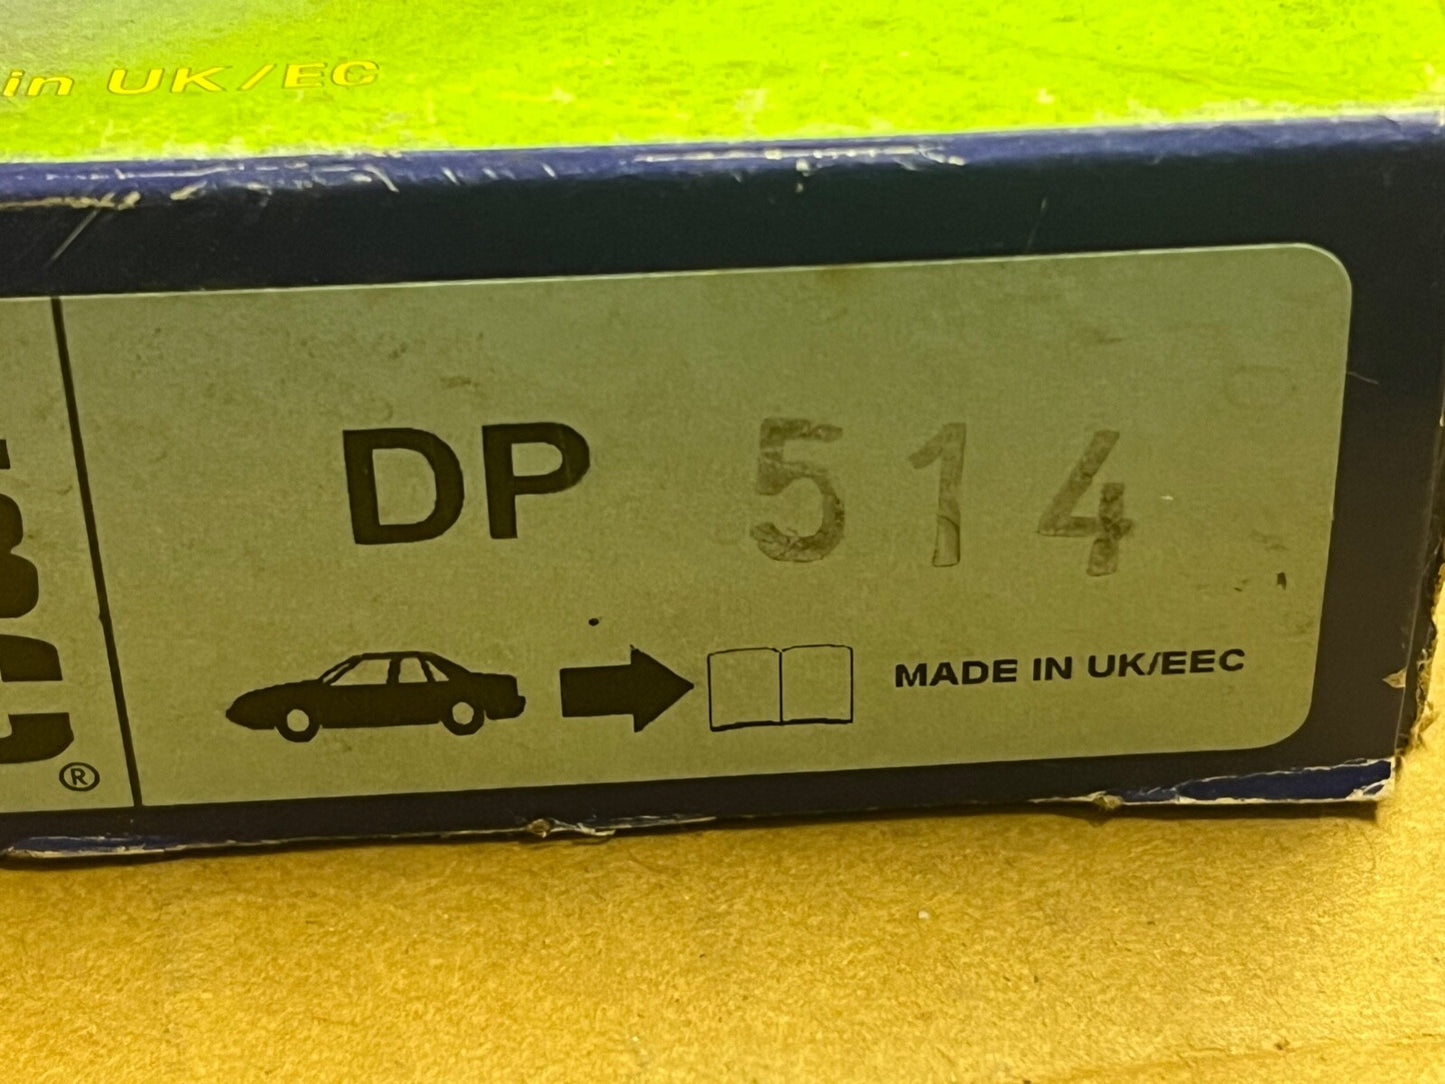 in UK/EC
DP 514
MADE IN UK/EEC
®